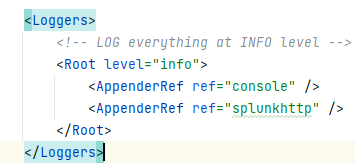 <Loggers>
<!-- LOG everything at INFO level -->
<Root level="info">
<AppenderRef ref="console" />
<AppenderRef ref="splunkhttp" />
</Root>
</Loggers>